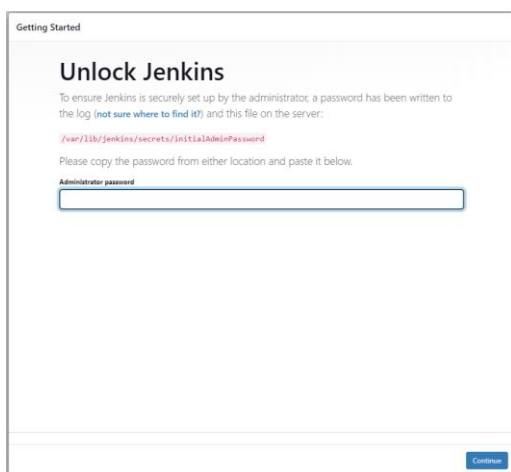 Getting Started
Unlock Jenkins
To ensure Jenkins is securely set up by the administrator, a password has been written to
the log (not sure where to find it?) and this file on the server:
/var/lib/jenkins/secrets/initialAdminPassword
Please copy the password from either location and paste it below.
Administrator password
Continue